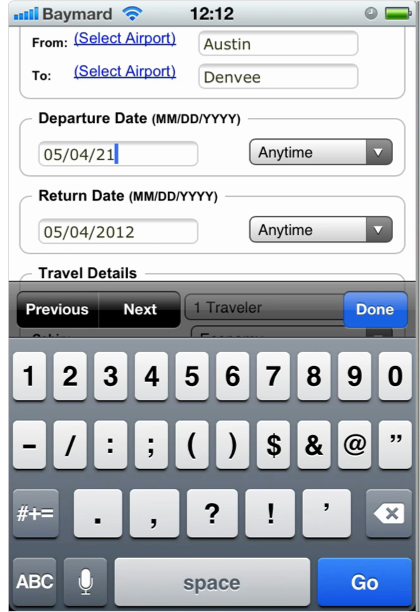 Baymard 12:12
From: (Select Airport) Austin
To: (Select Airport) Denvee
Departure Date (MM/DD/YYYY)
05/04/21 Anytime
Return Date (MM/DD/YYYY)
05/04/2012 Anytime
Travel Details
Previous Next 1 Traveler Done
1 2 3 4 5 6 7 8 9 0
- / : ; ( ) $ & @ ”
#+= . , ? ! ’
ABC space Go